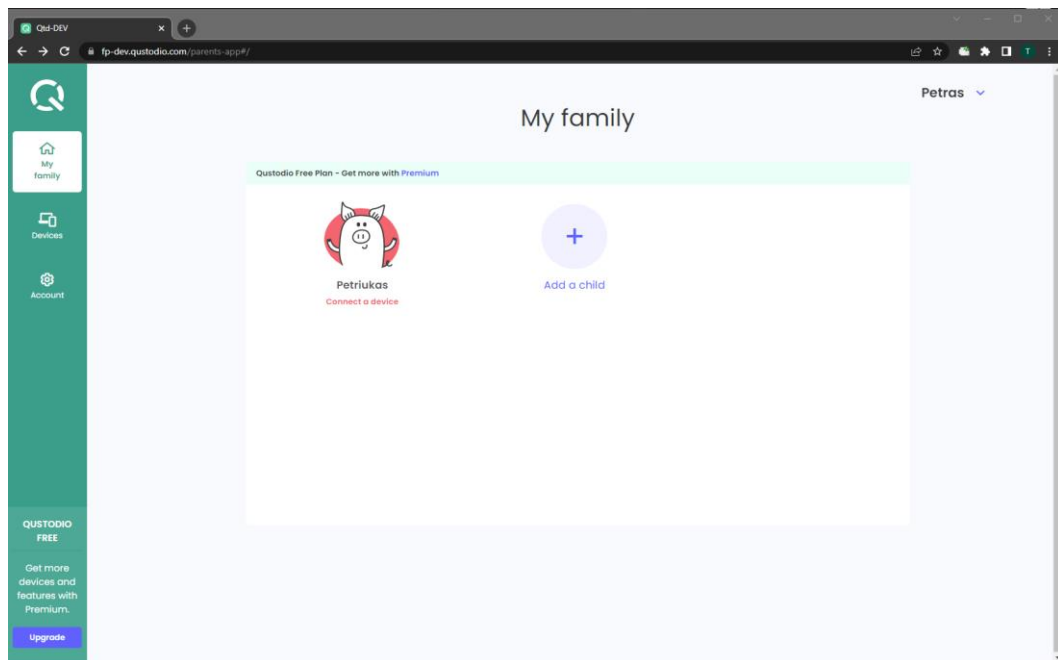 Qtd-DEV
fp-dev.qustodio.com/parents-app#/
T
Petras
My family
My
family
Devices
Account
Qustodio Free Plan - Get more with Premium
Petriukas
Connect a device
Add a child
QUSTODIO
FREE
Get more
devices and
features with
Premium.
Upgrade